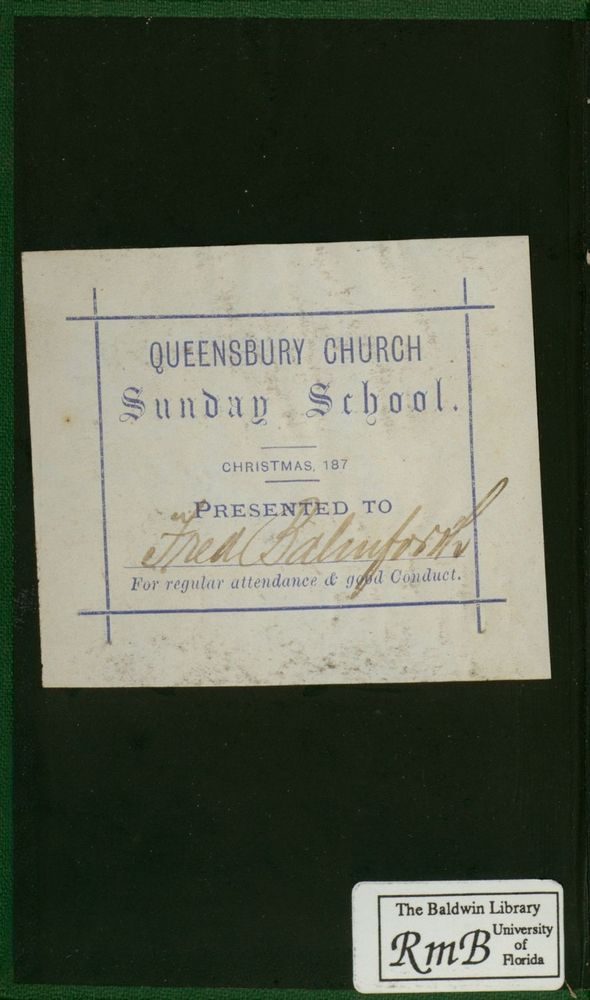 QUEENSBURY CHURCH
Sunday School.
CHRISTMAS, 187
PRESENTED TO
Fred Balmforth
For regular attendance & good Conduct.
The Baldwin Library
RmB University of Florida